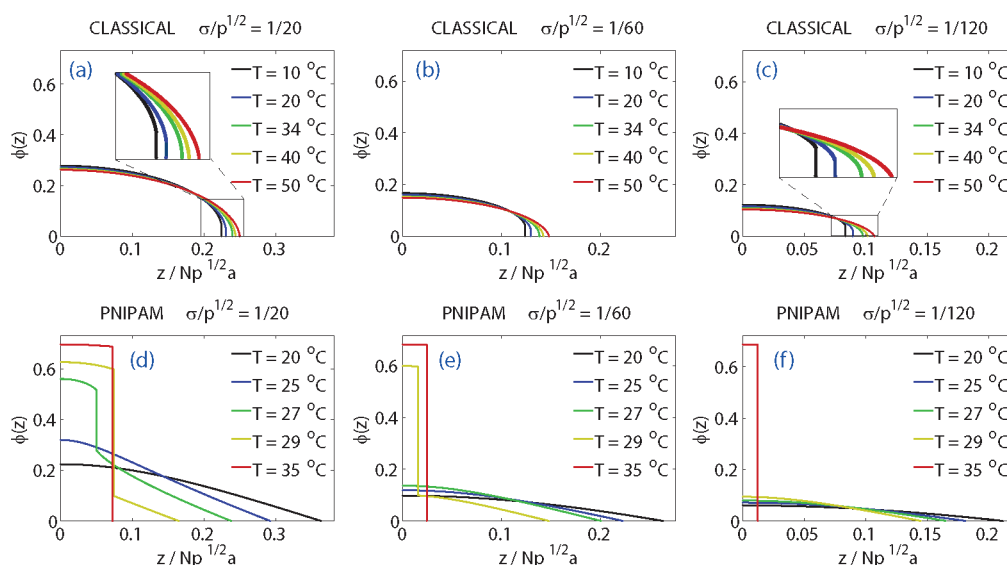 CLASSICAL σ/p^1/2 = 1/20
CLASSICAL σ/p^1/2 = 1/60
CLASSICAL σ/p^1/2 = 1/120
(a)
T = 10 °C
T = 20 °C
T = 34 °C
T = 40 °C
T = 50 °C
0.6
0.4
0.2
0
ϕ(z)
0 0.1 0.2 0.3
z / Np^1/2a
(b)
T = 10 °C
T = 20 °C
T = 34 °C
T = 40 °C
T = 50 °C
0.6
0.4
0.2
0
0 0.1 0.2
z / Np^1/2a
(c)
T = 10 °C
T = 20 °C
T = 34 °C
T = 40 °C
T = 50 °C
0.6
0.4
0.2
0
ϕ(z)
0 0.05 0.1 0.15 0.2
z / Np^1/2a
PNIPAM σ/p^1/2 = 1/20
PNIPAM σ/p^1/2 = 1/60
PNIPAM σ/p^1/2 = 1/120
(d)
T = 20 °C
T = 25 °C
T = 27 °C
T = 29 °C
T = 35 °C
0.6
0.4
0.2
0
ϕ(z)
0 0.1 0.2 0.3
z / Np^1/2a
(e)
T = 20 °C
T = 25 °C
T = 27 °C
T = 29 °C
T = 35 °C
0.6
0.4
0.2
0
ϕ(z)
0 0.1 0.2
z / Np^1/2a
(f)
T = 20 °C
T = 25 °C
T = 27 °C
T = 29 °C
T = 35 °C
0.6
0.4
0.2
0
ϕ(z)
0 0.05 0.1 0.15 0.2
z / Np^1/2a